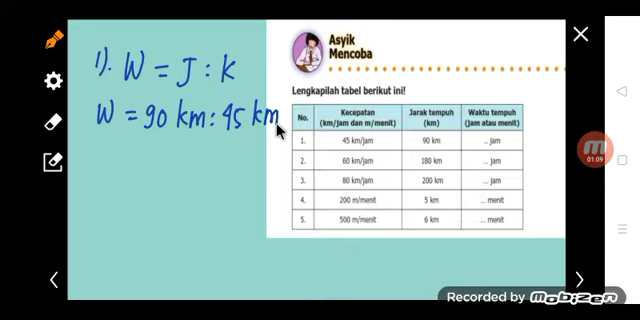 1). W = J : K
W = 90 km : 45 km
Asyik
Mencoba
Lengkapilah tabel berikut ini!
No. Kecepatan (km/jam dan m/menit) Jarak tempuh (km) Waktu tempuh (jam atau menit)
1. 45 km/jam 90 km .. jam
2. 60 km/jam 180 km ... jam
3. 80 km/jam 200 km ... jam
4. 200 m/menit 5 km ... menit
5. 500 m/menit 6 km ... menit
01:09
Recorded by Mobizen